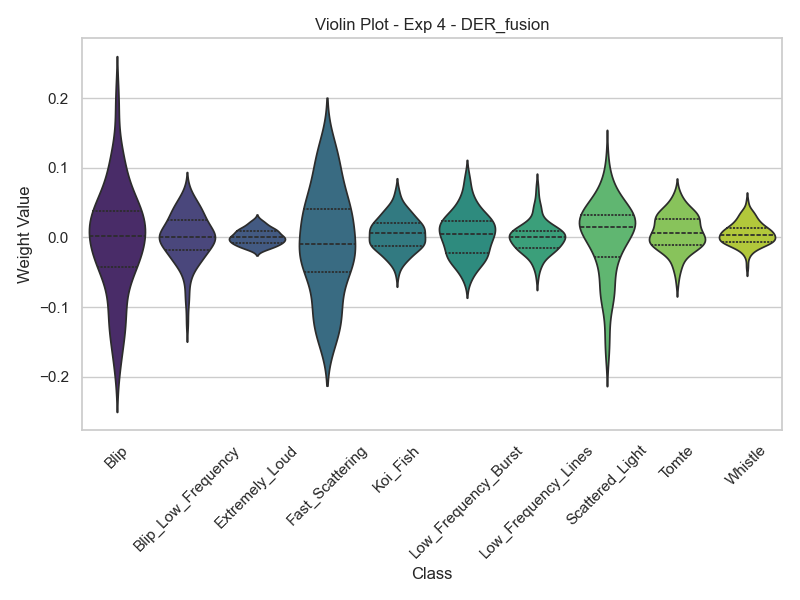 Violin Plot - Exp 4 - DER_fusion
Weight Value
0.2
0.1
0.0
−0.1
−0.2
Blip
Blip_Low_Frequency
Extremely_Loud
Fast_Scattering
Koi_Fish
Low_Frequency_Burst
Low_Frequency_Lines
Scattered_Light
Tomte
Whistle
Class